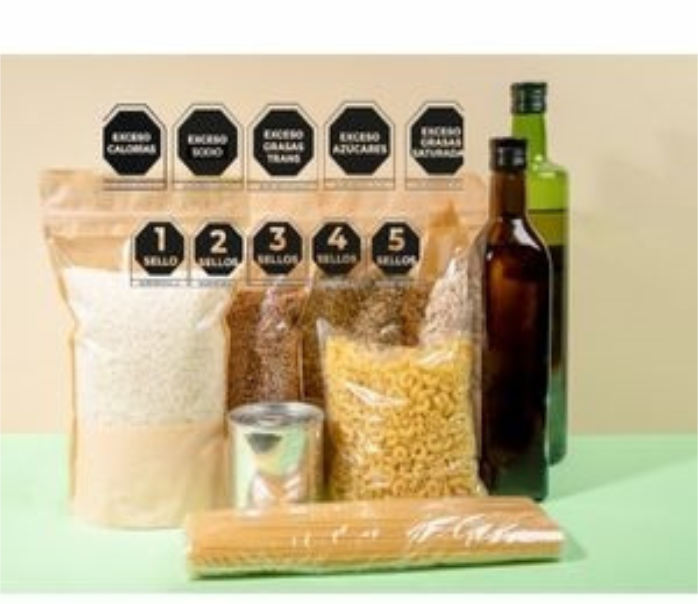 EXCESO
CALORÍAS
EXCESO
SODIO
EXCESO
GRASAS
TRANS
EXCESO
AZÚCARES
EXCESO
GRASAS
SATURADA
1
SELLO
2
SELLOS
3
SELLOS
4
SELLOS
5
SELLOS